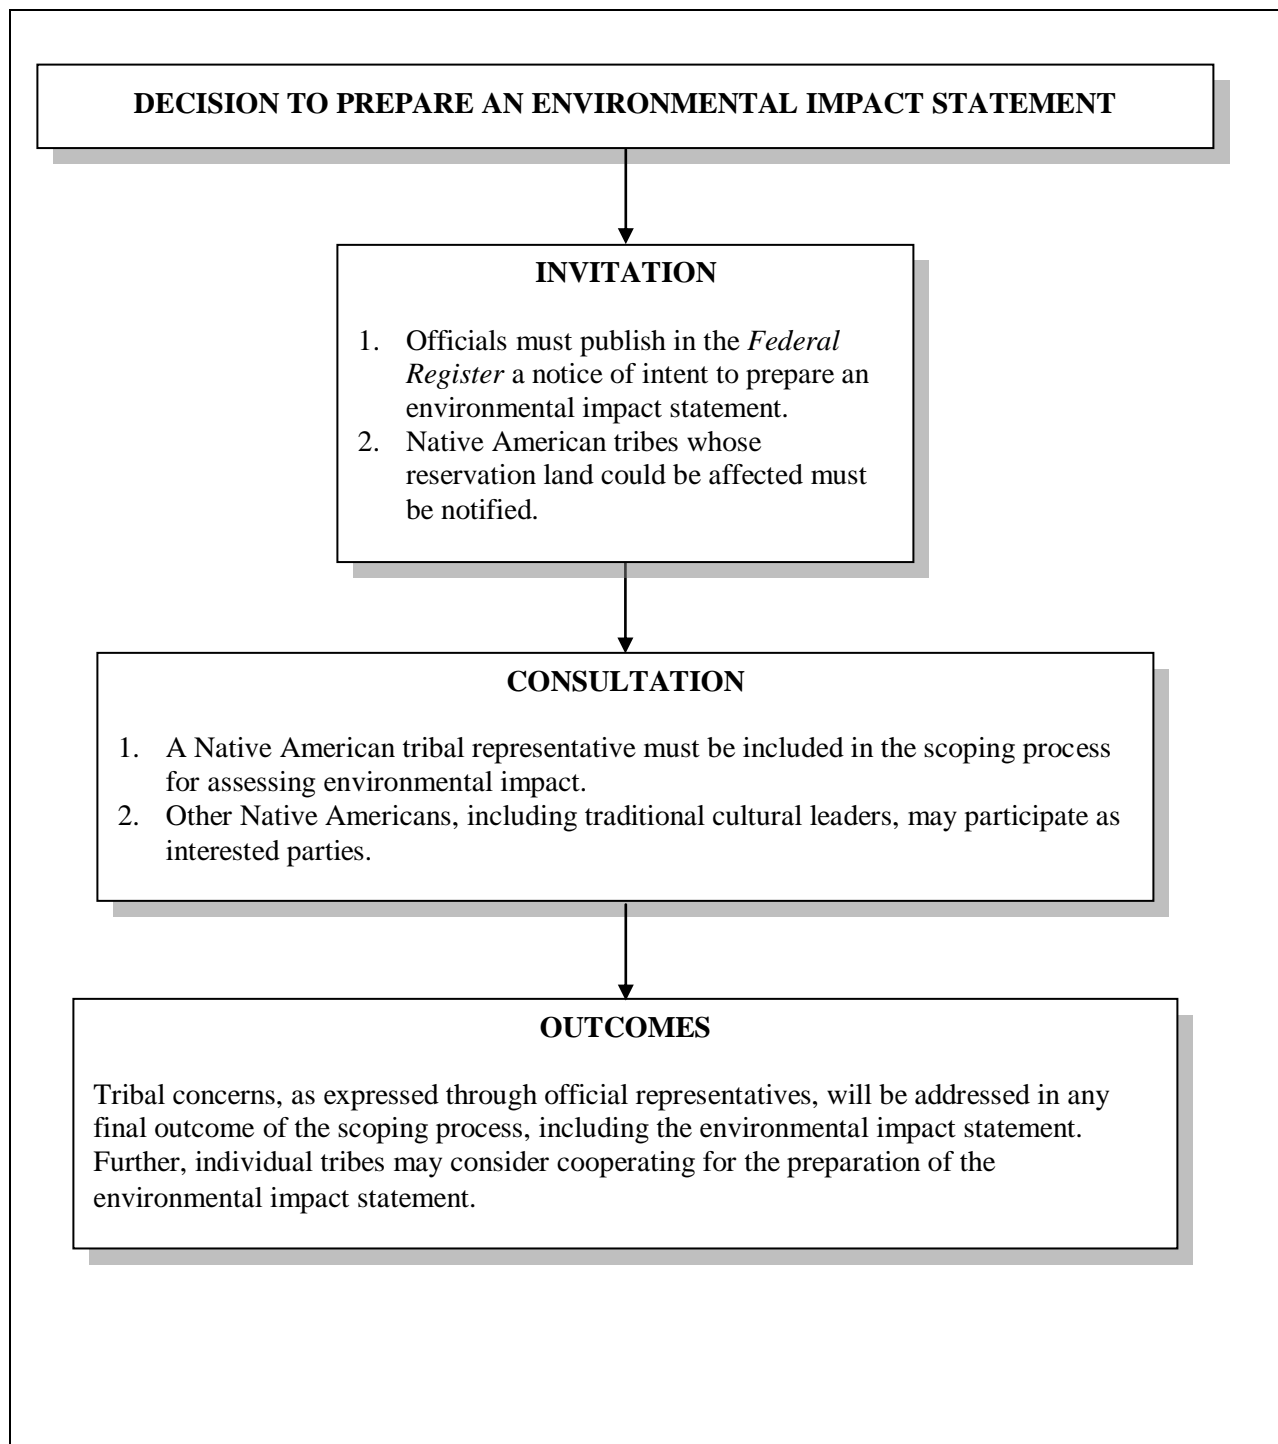 DECISION TO PREPARE AN ENVIRONMENTAL IMPACT STATEMENT
INVITATION
1. Officials must publish in the Federal
Register a notice of intent to prepare an
environmental impact statement.
2. Native American tribes whose
reservation land could be affected must
be notified.
CONSULTATION
1. A Native American tribal representative must be included in the scoping process
for assessing environmental impact.
2. Other Native Americans, including traditional cultural leaders, may participate as
interested parties.
OUTCOMES
Tribal concerns, as expressed through official representatives, will be addressed in any
final outcome of the scoping process, including the environmental impact statement.
Further, individual tribes may consider cooperating for the preparation of the
environmental impact statement.